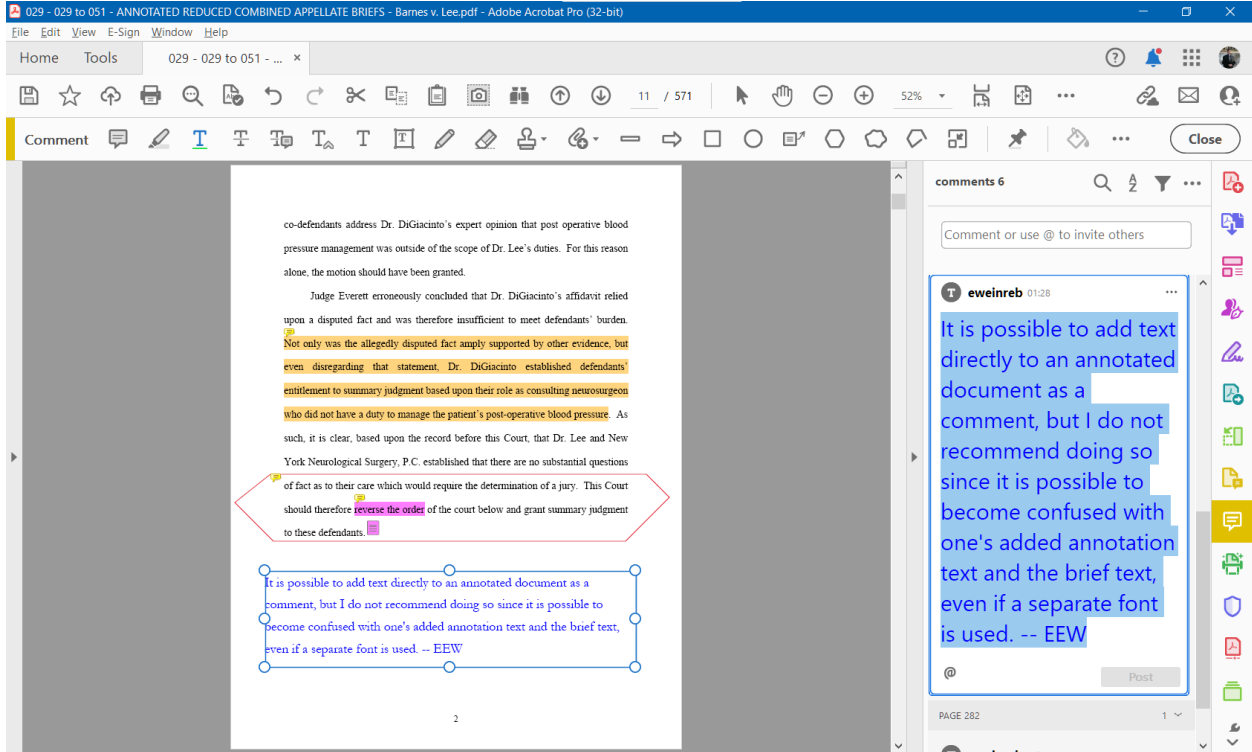 029 - 029 to 051 - ANNOTATED REDUCED COMBINED APPELLATE BRIEFS - Barnes v. Lee.pdf - Adobe Acrobat Pro (32-bit)
File Edit View E-Sign Window Help
Home Tools 029 - 029 to 051 - ... ×
11 / 571 52%
Comment Close
co-defendants address Dr. DiGiacinto's expert opinion that post operative blood
pressure management was outside of the scope of Dr. Lee's duties. For this reason
alone, the motion should have been granted.
Judge Everett erroneously concluded that Dr. DiGiacinto's affidavit relied
upon a disputed fact and was therefore insufficient to meet defendants' burden.
Not only was the allegedly disputed fact amply supported by other evidence, but
even disregarding that statement, Dr. DiGiacinto established defendants'
entitlement to summary judgment based upon their role as consulting neurosurgeon
who did not have a duty to manage the patient's post-operative blood pressure. As
such, it is clear, based upon the record before this Court, that Dr. Lee and New
York Neurological Surgery, P.C. established that there are no substantial questions
of fact as to their care which would require the determination of a jury. This Court
should therefore reverse the order of the court below and grant summary judgment
to these defendants.
It is possible to add text directly to an annotated document as a
comment, but I do not recommend doing so since it is possible to
become confused with one's added annotation text and the brief text,
even if a separate font is used. -- EEW
2
comments 6
Comment or use @ to invite others
T eweinreb 01:28
It is possible to add text
directly to an annotated
document as a
comment, but I do not
recommend doing so
since it is possible to
become confused with
one's added annotation
text and the brief text,
even if a separate font
is used. -- EEW
@ Post
PAGE 282 1